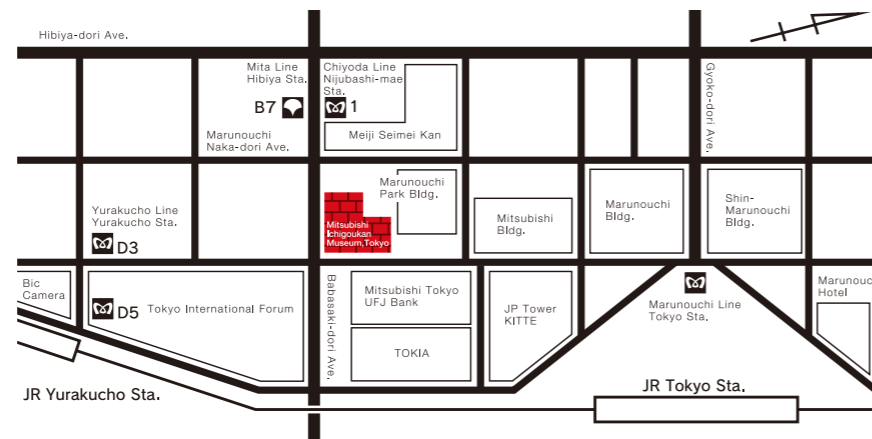 Hibiya-dori Ave.
Mita Line
Hibiya Sta.
B7
Chiyoda Line
Nijubashi-mae
Sta.
1
Meiji Seimei Kan
Marunouchi
Naka-dori Ave.
Gyoko-dori Ave.
Yurakucho Line
Yurakucho Sta.
D3
Mitsubishi
Ichigoukan
Museum,Tokyo
Marunouchi
Park Bldg.
Mitsubishi
Bldg.
Marunouchi
Bldg.
Shin-
Marunouchi
Bldg.
Bic
Camera
D5
Tokyo International Forum
Babasaki-dori Ave.
Mitsubishi Tokyo
UFJ Bank
TOKIA
JP Tower
KITTE
Marunouchi Line
Tokyo Sta.
Marunouc
Hotel
JR Yurakucho Sta.
JR Tokyo Sta.